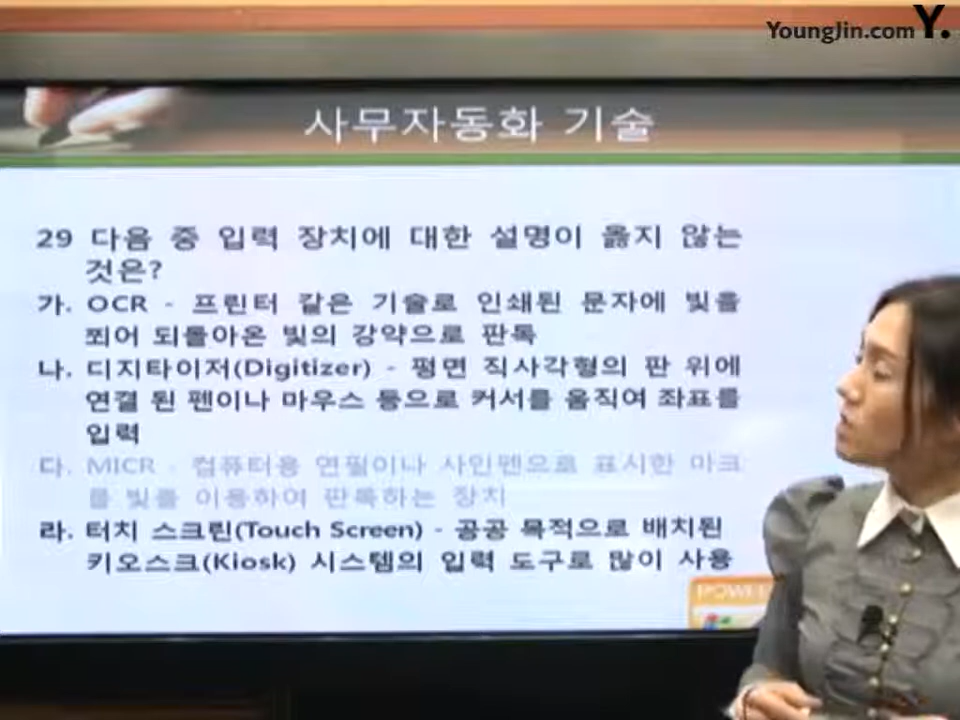 YoungJin.com Y.
사무자동화 기술
29 다음 중 입력 장치에 대한 설명이 옳지 않는
것은?
가. OCR - 프린터 같은 기술로 인쇄된 문자에 빛을
쬐어 되돌아온 빛의 강약으로 판독
나. 디지타이저(Digitizer) - 평면 직사각형의 판 위에
연결 된 펜이나 마우스 등으로 커서를 움직여 좌표를
입력
다. MICR - 컴퓨터용 연필이나 사인펜으로 표시한 마크
를 빛을 이용하여 판독하는 장치
라. 터치 스크린(Touch Screen) - 공공 목적으로 배치된
키오스크(Kiosk) 시스템의 입력 도구로 많이 사용